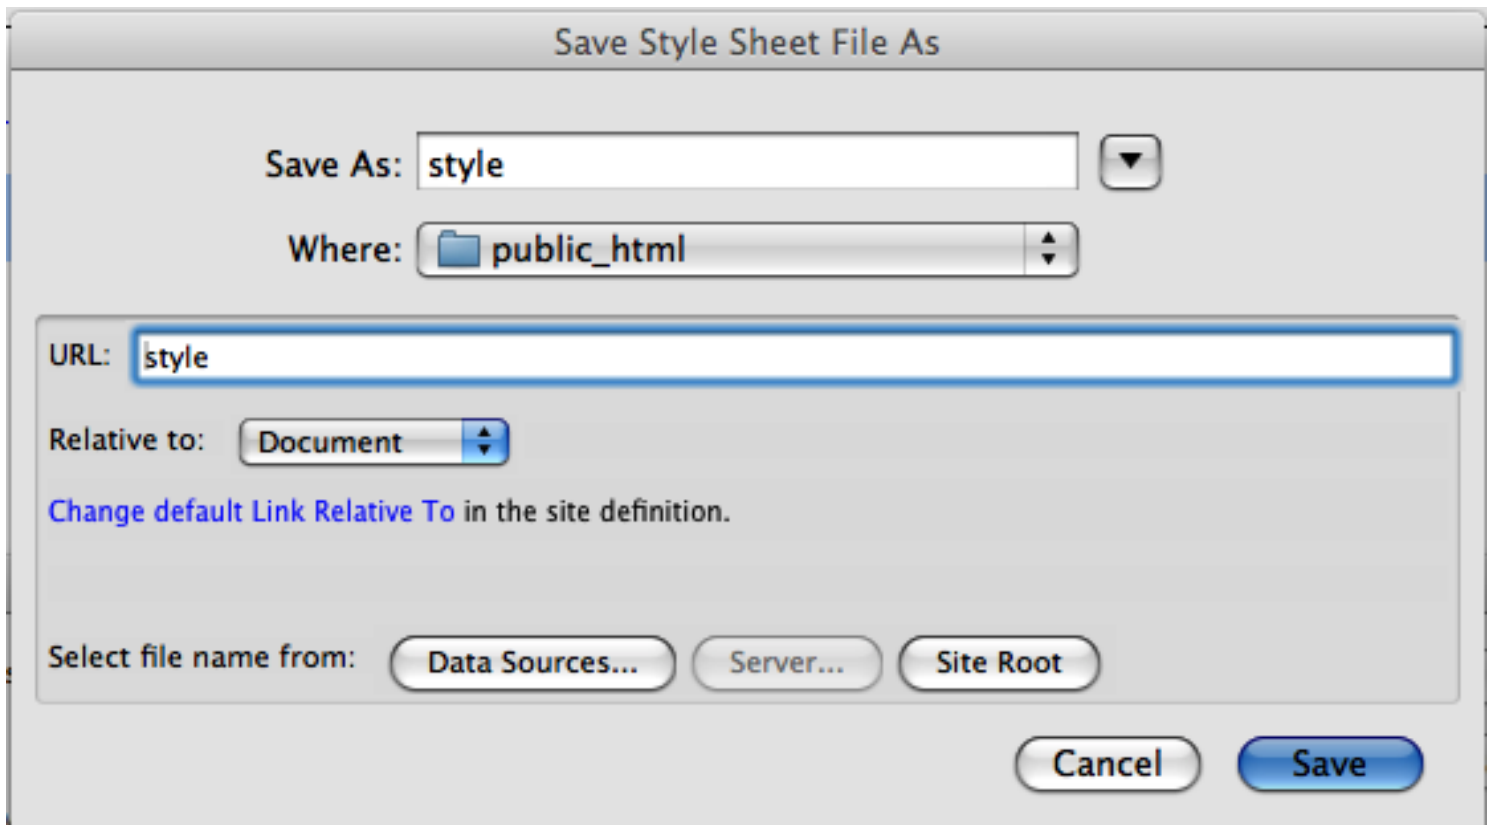 Save Style Sheet File As
Save As: style
Where: public_html
URL: style
Relative to: Document
Change default Link Relative To in the site definition.
Select file name from: Data Sources... Server... Site Root
Cancel Save